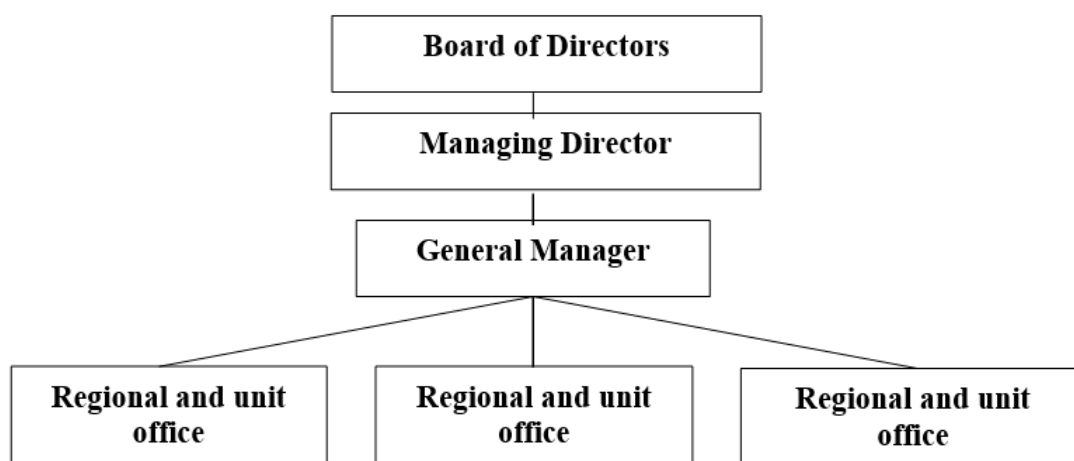 Board of Directors
Managing Director
General Manager
Regional and unit
office
Regional and unit
office
Regional and unit
office